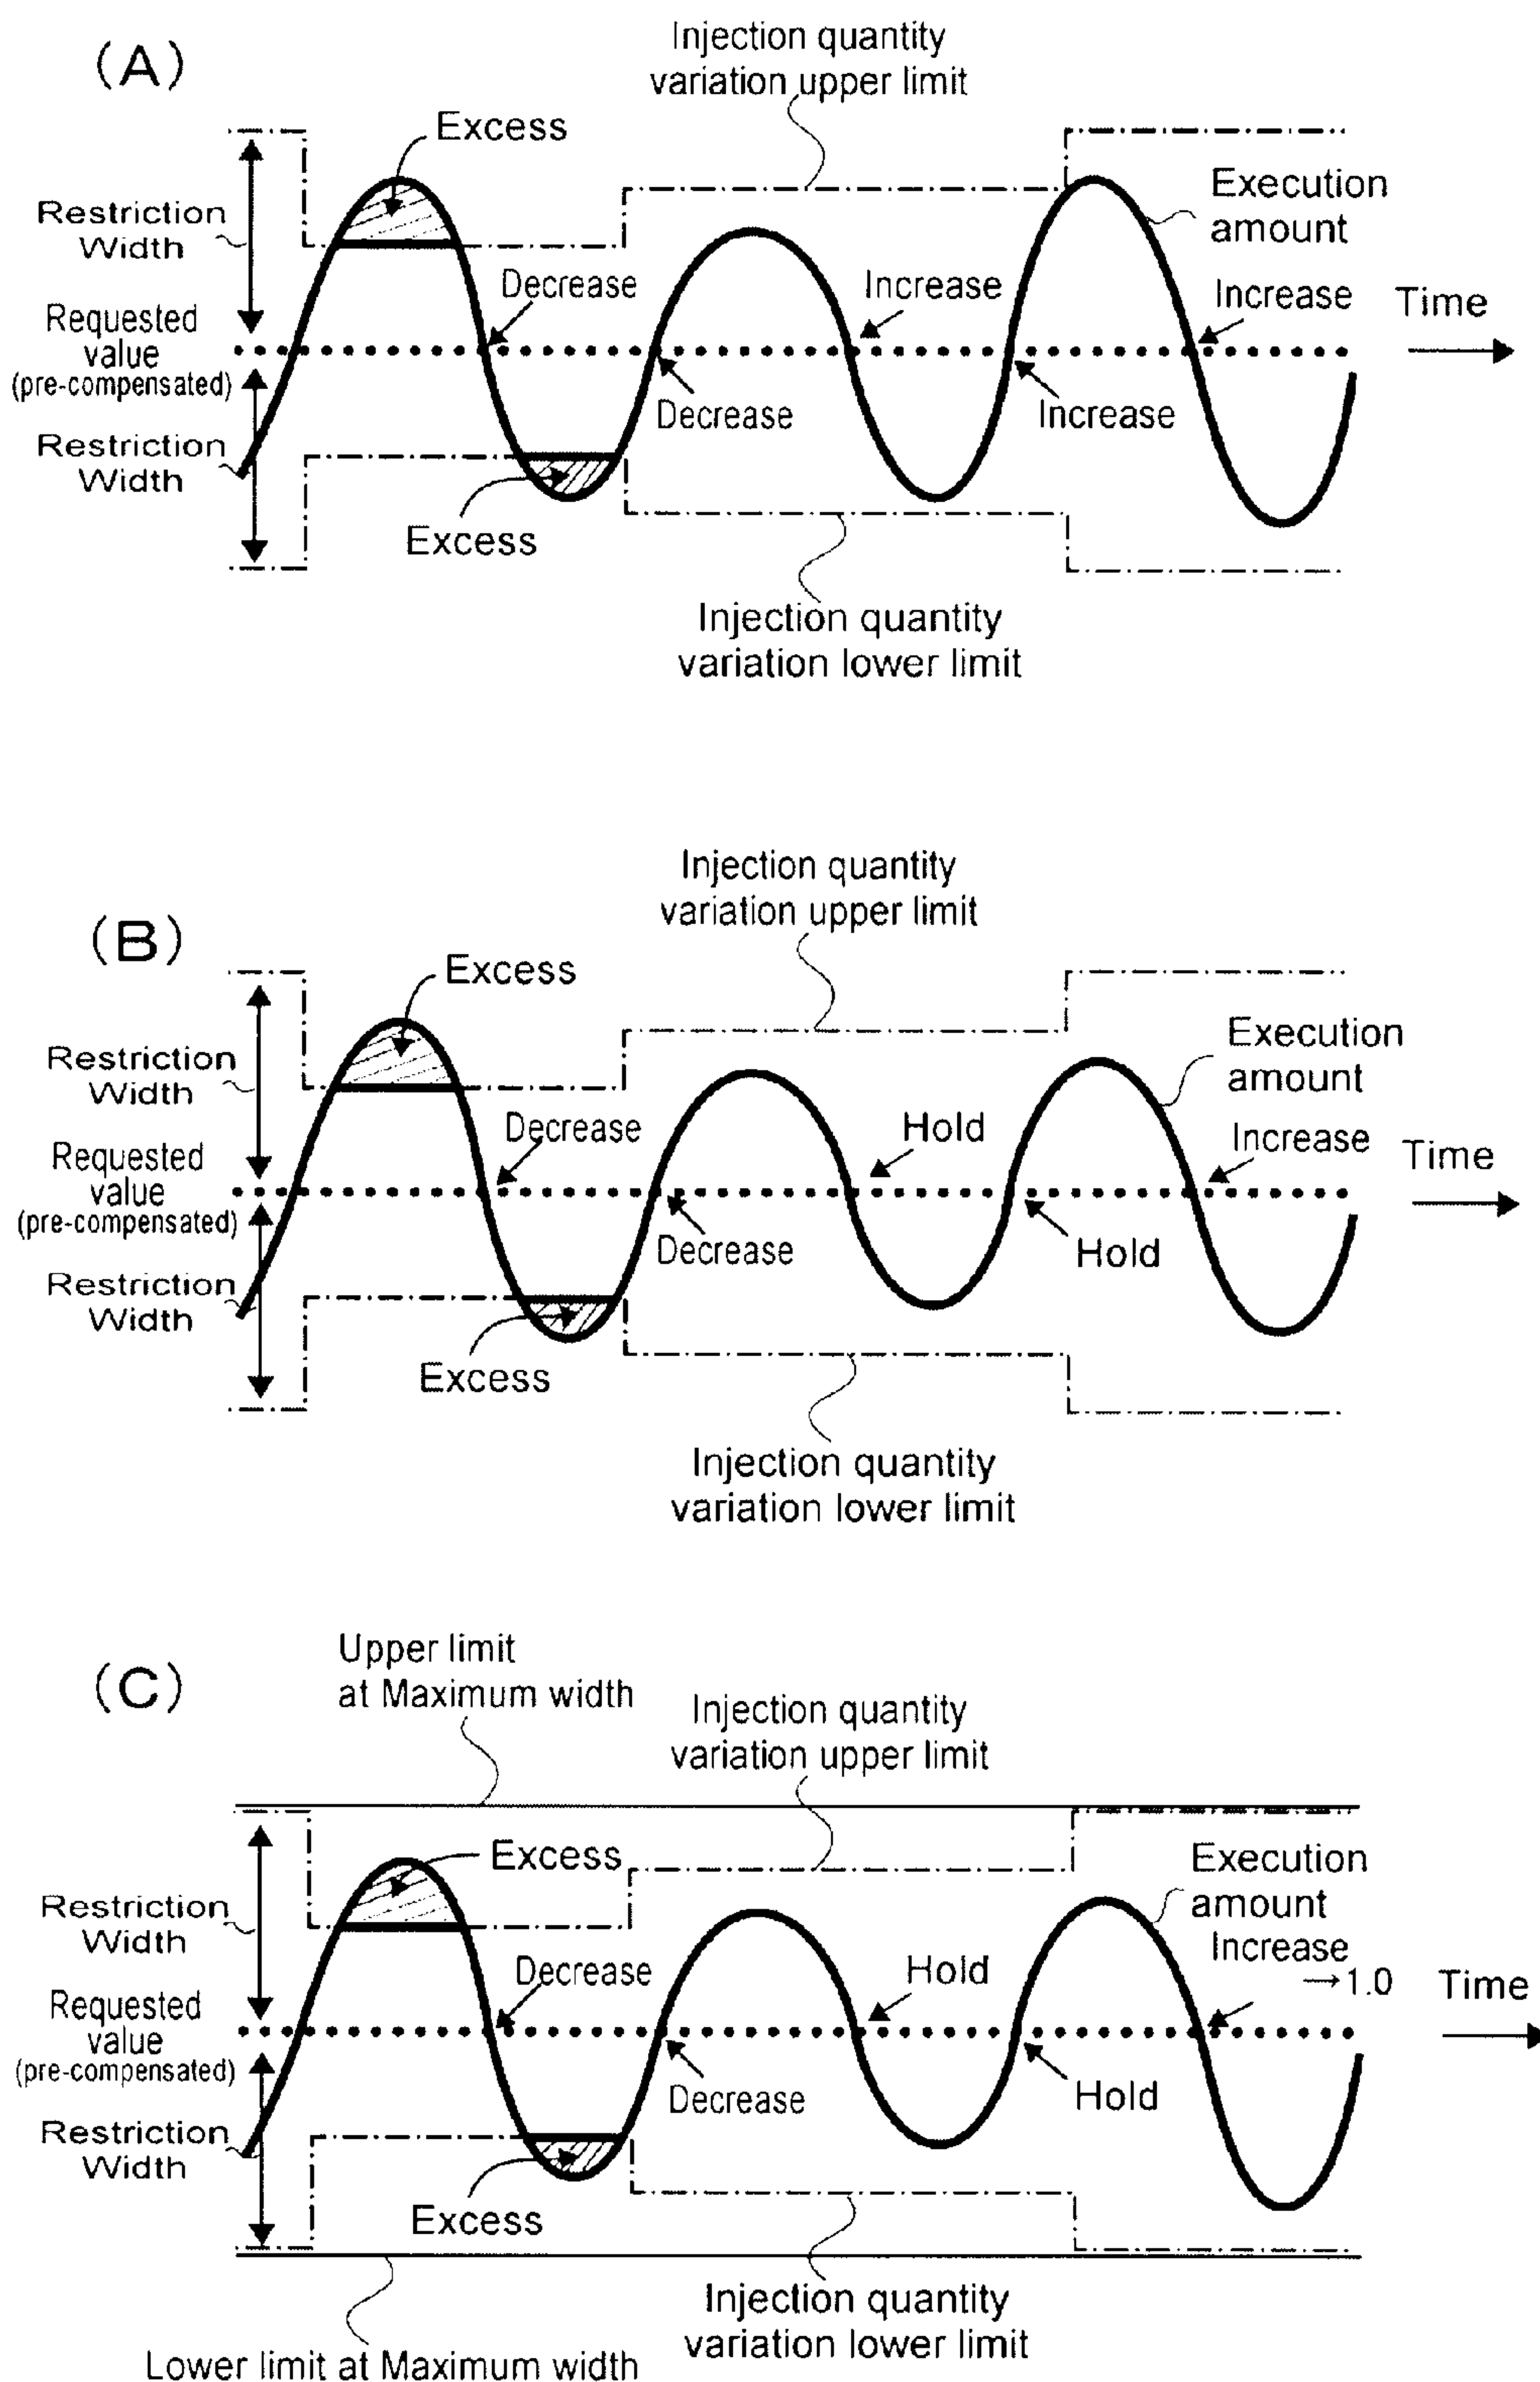 (A)
Injection quantity
variation upper limit
Excess
Restriction
Width
Execution
amount
Decrease
Increase
Increase
Time
Requested
value
(pre-compensated)
Decrease
Increase
Restriction
Width
Excess
Injection quantity
variation lower limit
(B)
Injection quantity
variation upper limit
Excess
Restriction
Width
Execution
amount
Decrease
Hold
Increase
Time
Requested
value
(pre-compensated)
Decrease
Hold
Restriction
Width
Excess
Injection quantity
variation lower limit
(C)
Upper limit
at Maximum width
Injection quantity
variation upper limit
Excess
Execution
amount
Restriction
Width
Increase
→1.0
Decrease
Hold
Time
Requested
value
(pre-compensated)
Decrease
Hold
Restriction
Width
Excess
Injection quantity
variation lower limit
Lower limit at Maximum width